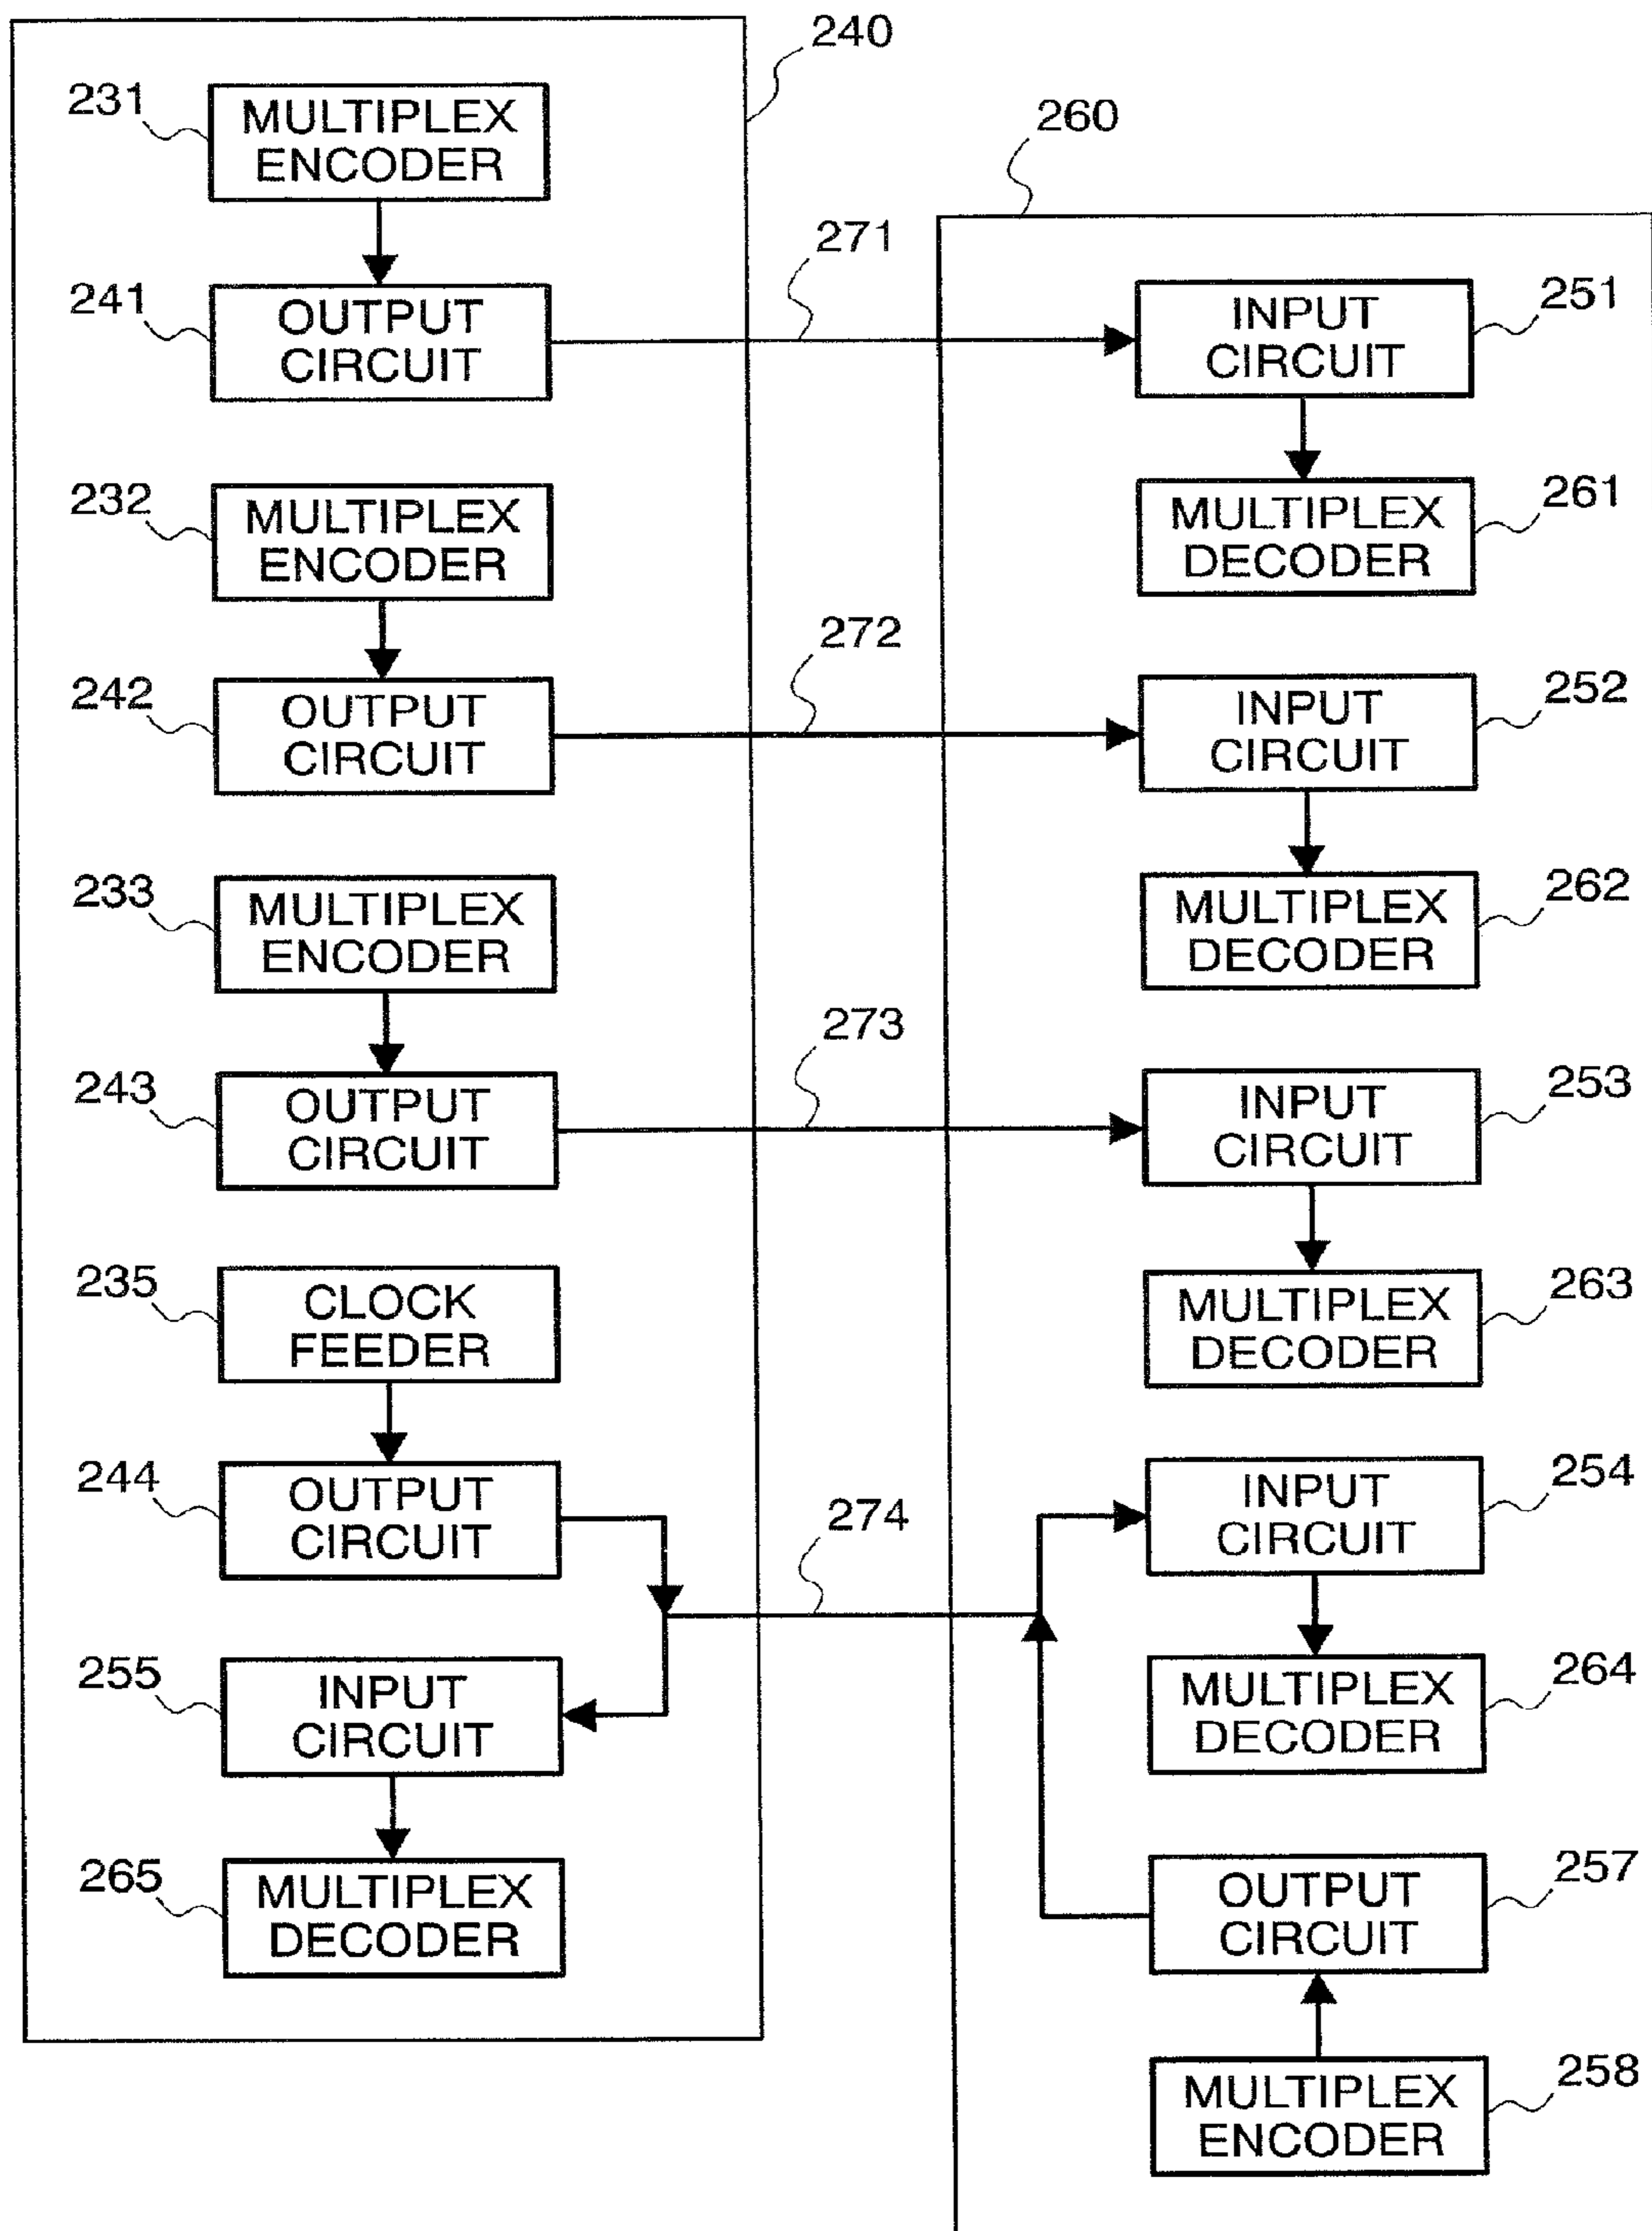 240
231
MULTIPLEX
ENCODER
260
271
241
OUTPUT
CIRCUIT
INPUT
CIRCUIT
251
232
MULTIPLEX
ENCODER
MULTIPLEX
DECODER
261
272
242
OUTPUT
CIRCUIT
INPUT
CIRCUIT
252
233
MULTIPLEX
ENCODER
MULTIPLEX
DECODER
262
273
243
OUTPUT
CIRCUIT
INPUT
CIRCUIT
253
235
CLOCK
FEEDER
MULTIPLEX
DECODER
263
244
OUTPUT
CIRCUIT
274
INPUT
CIRCUIT
254
255
INPUT
CIRCUIT
MULTIPLEX
DECODER
264
265
MULTIPLEX
DECODER
OUTPUT
CIRCUIT
257
MULTIPLEX
ENCODER
258